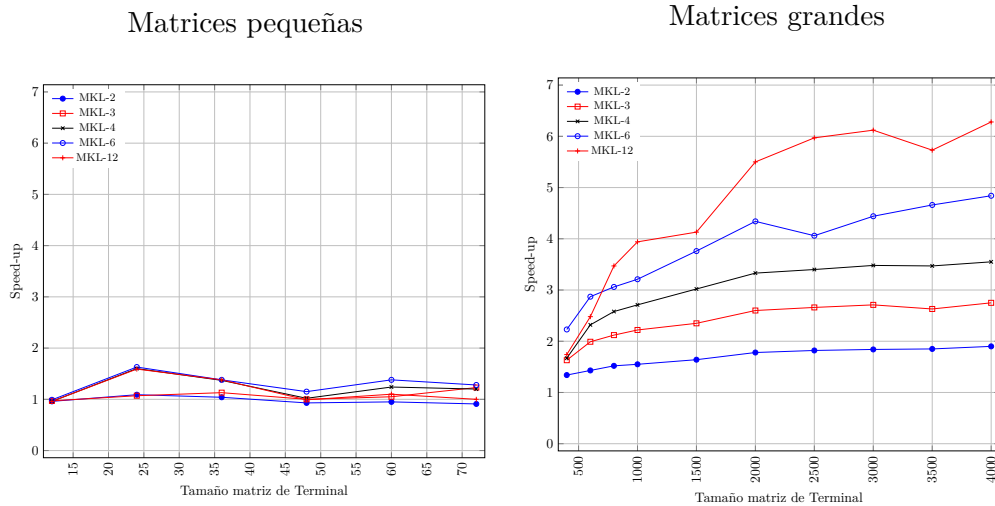 Matrices pequeñas
7
6
5
4
3
2
1
0
Speed-up
MKL-2
MKL-3
MKL-4
MKL-6
MKL-12
15
20
25
30
35
40
45
50
55
60
65
70
Tamaño matriz de Terminal
Matrices grandes
7
6
5
4
3
2
1
0
Speed-up
MKL-2
MKL-3
MKL-4
MKL-6
MKL-12
500
1000
1500
2000
2500
3000
3500
4000
Tamaño matriz de Terminal